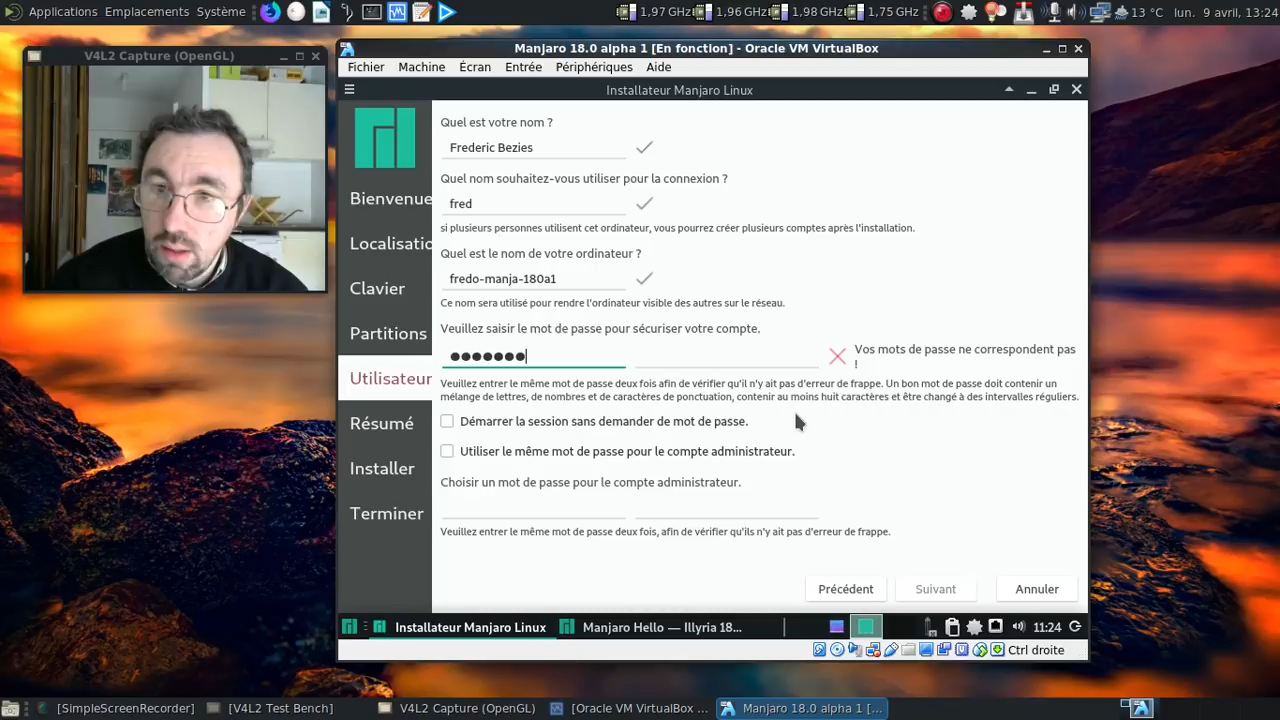 Applications Emplacements Système
1,97 GHz 1,96 GHz 1,98 GHz 1,75 GHz 13 °C lun. 9 avril, 13:24
V4L2 Capture (OpenGL)
Manjaro 18.0 alpha 1 [En fonction] - Oracle VM VirtualBox
Fichier Machine Écran Entrée Périphériques Aide
Installateur Manjaro Linux
Bienvenue
Localisatio
Clavier
Partitions
Utilisateur
Résumé
Installer
Terminer
Quel est votre nom ?
Frederic Bezies
Quel nom souhaitez-vous utiliser pour la connexion ?
fred
si plusieurs personnes utilisent cet ordinateur, vous pourrez créer plusieurs comptes après l'installation.
Quel est le nom de votre ordinateur ?
fredo-manja-180a1
Ce nom sera utilisé pour rendre l'ordinateur visible des autres sur le réseau.
Veuillez saisir le mot de passe pour sécuriser votre compte.
●●●●●●●
Vos mots de passe ne correspondent pas
!
Veuillez entrer le même mot de passe deux fois afin de vérifier qu'il n'y ait pas d'erreur de frappe. Un bon mot de passe doit contenir un
mélange de lettres, de nombres et de caractères de ponctuation, contenir au moins huit caractères et être changé à des intervalles réguliers.
Démarrer la session sans demander de mot de passe.
Utiliser le même mot de passe pour le compte administrateur.
Choisir un mot de passe pour le compte administrateur.
Veuillez entrer le même mot de passe deux fois, afin de vérifier qu'ils n'y ait pas d'erreur de frappe.
Précédent Suivant Annuler
Installateur Manjaro Linux Manjaro Hello — Illyria 18... 11:24
Ctrl droite
[SimpleScreenRecorder] [V4L2 Test Bench] V4L2 Capture (OpenGL) [Oracle VM VirtualBox ... Manjaro 18.0 alpha 1 [...